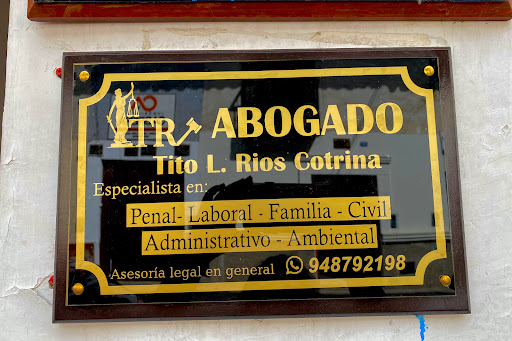 TR ABOGADO
Tito L. Rios Cotrina
Especialista en:
Penal- Laboral - Familia - Civil
Administrativo - Ambiental
Asesoría legal en general 948792198